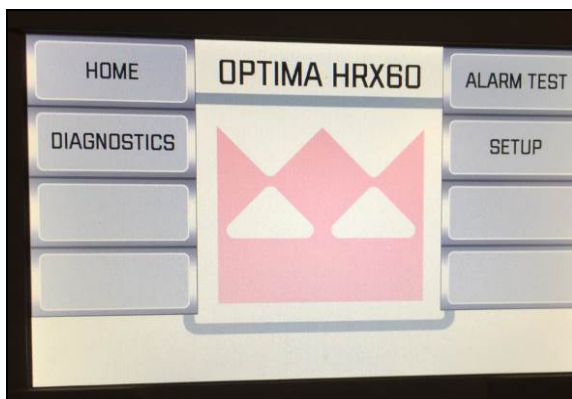 HOME
OPTIMA HRX60
ALARM TEST
DIAGNOSTICS
SETUP